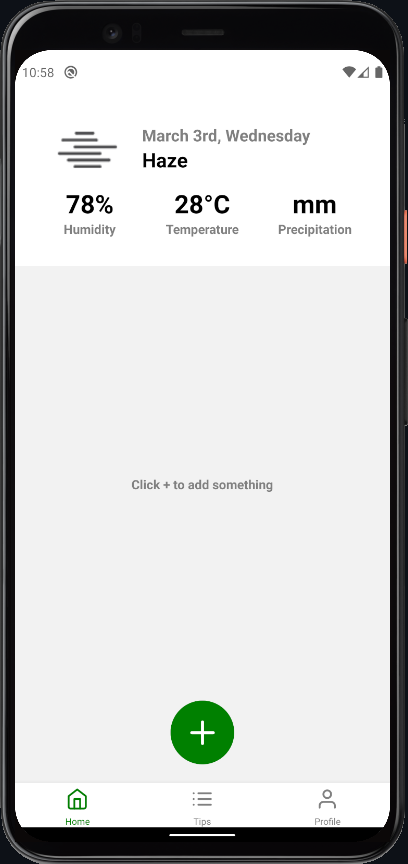 10:58
March 3rd, Wednesday
Haze
78% 28°C mm
Humidity Temperature Precipitation
Click + to add something
Home Tips Profile